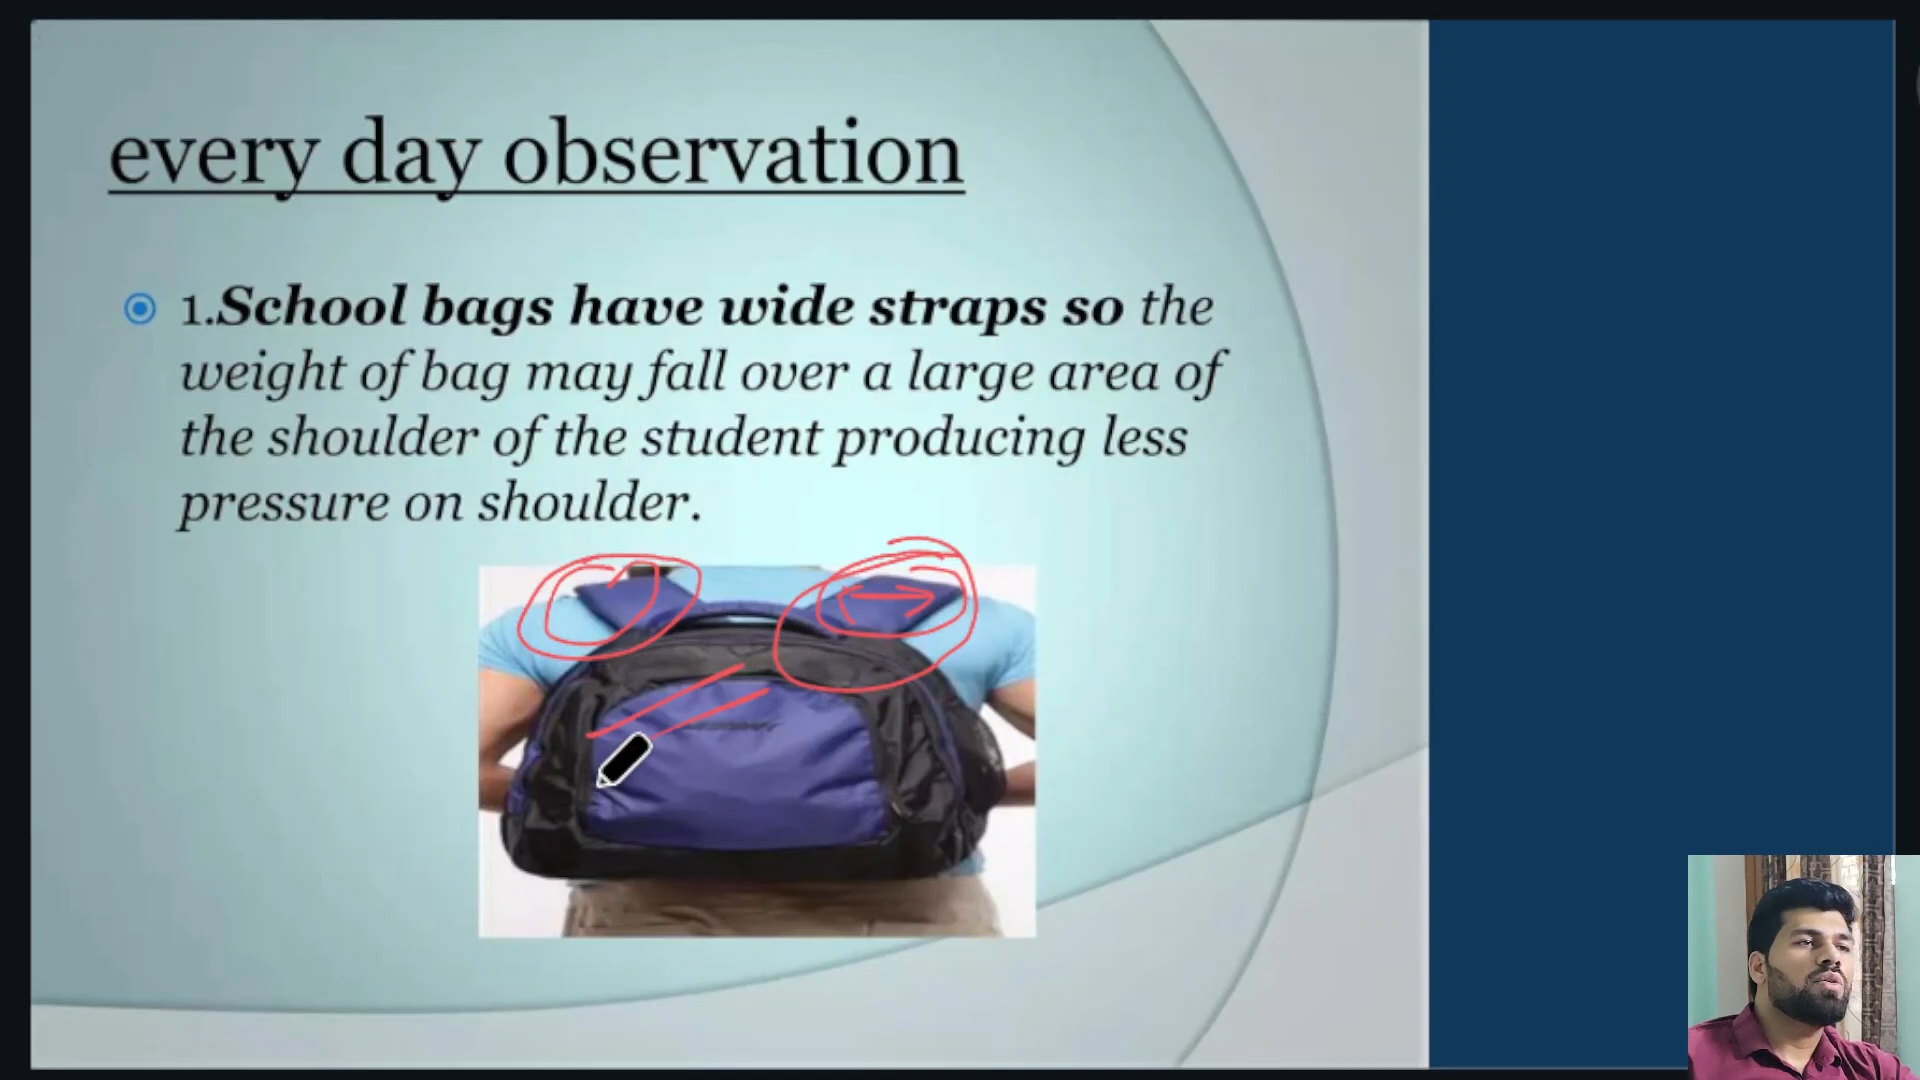 every day observation
1.School bags have wide straps so the
weight of bag may fall over a large area of
the shoulder of the student producing less
pressure on shoulder.